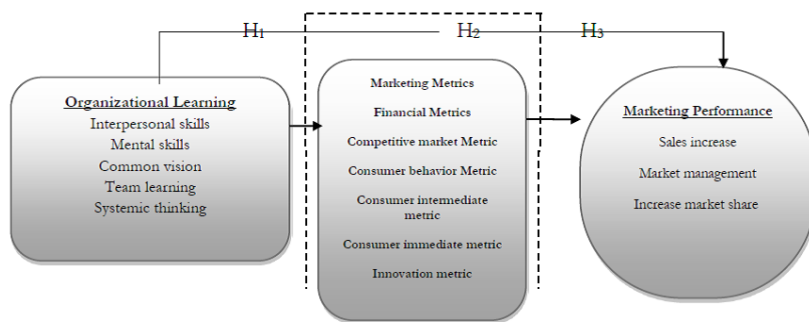 H1
H2
H3
Organizational Learning
Interpersonal skills
Mental skills
Common vision
Team learning
Systemic thinking
Marketing Metrics
Financial Metrics
Competitive market Metric
Consumer behavior Metric
Consumer intermediate
metric
Consumer immediate metric
Innovation metric
Marketing Performance
Sales increase
Market management
Increase market share